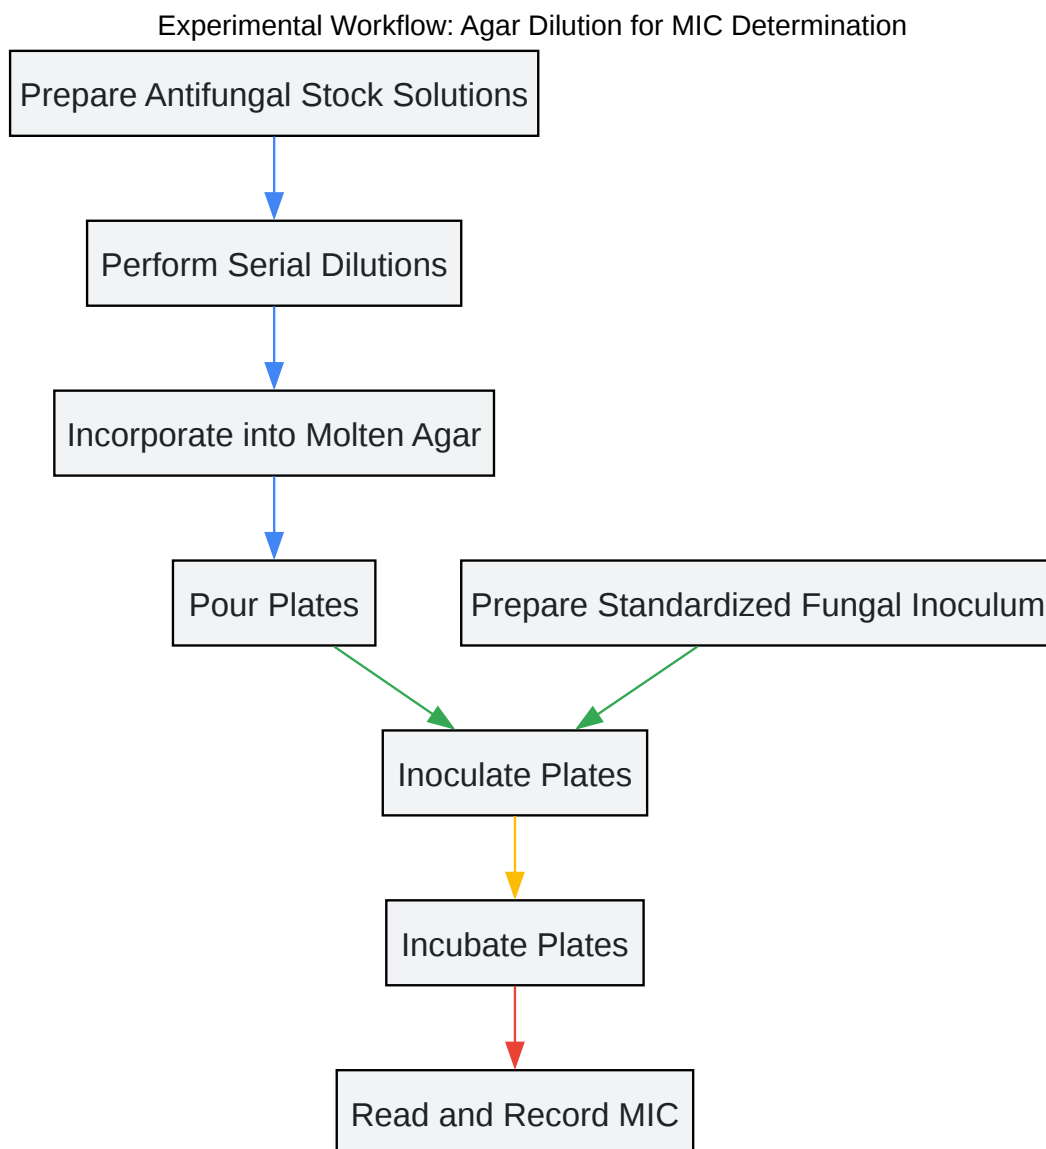 Experimental Workflow: Agar Dilution for MIC Determination
Prepare Antifungal Stock Solutions
Perform Serial Dilutions
Incorporate into Molten Agar
Pour Plates
Prepare Standardized Fungal Inoculum
Inoculate Plates
Incubate Plates
Read and Record MIC